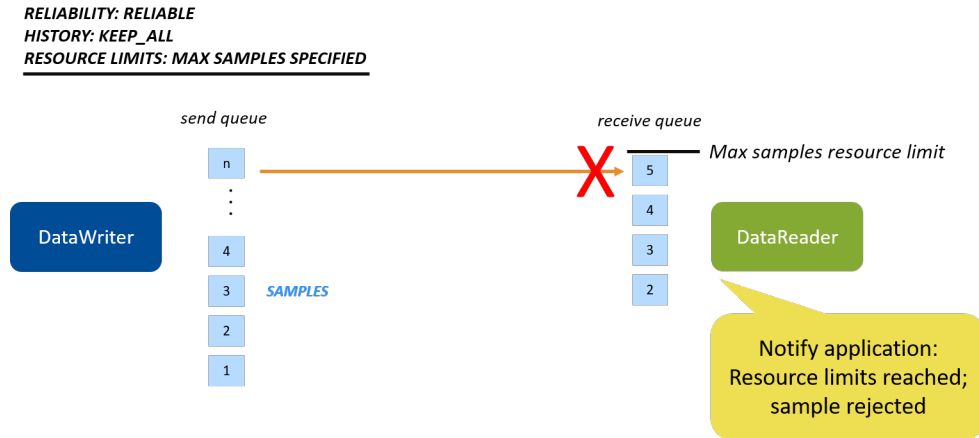 RELIABILITY: RELIABLE
HISTORY: KEEP_ALL
RESOURCE LIMITS: MAX SAMPLES SPECIFIED
send queue
receive queue
Max samples resource limit
n
5
4
3
2
DataWriter
4
3
2
1
SAMPLES
DataReader
Notify application:
Resource limits reached;
sample rejected